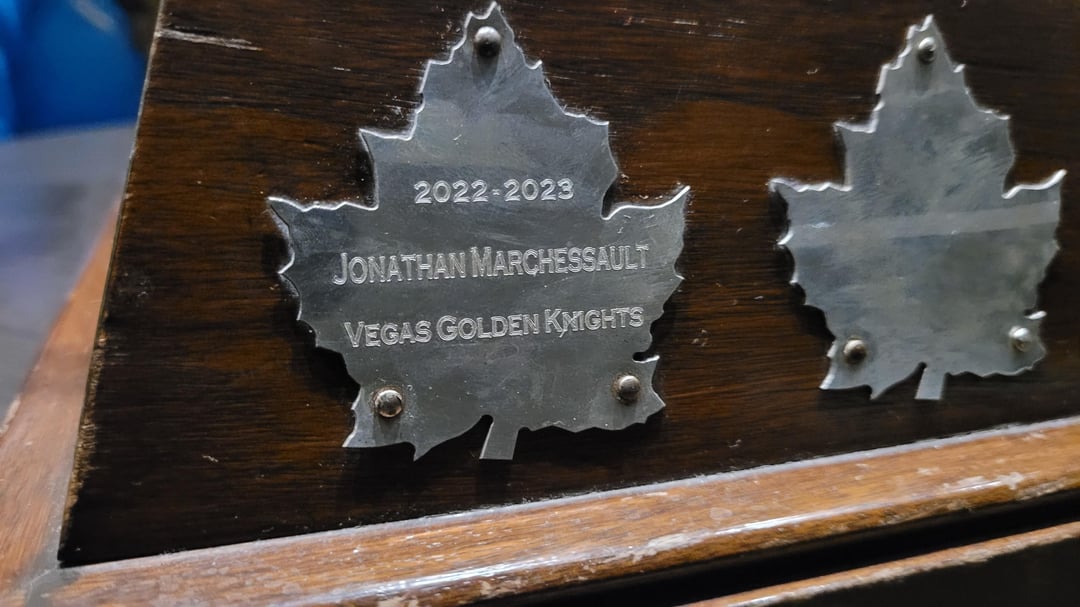 2022-2023
JONATHAN MARCHESSAULT
VEGAS GOLDEN KNIGHTS